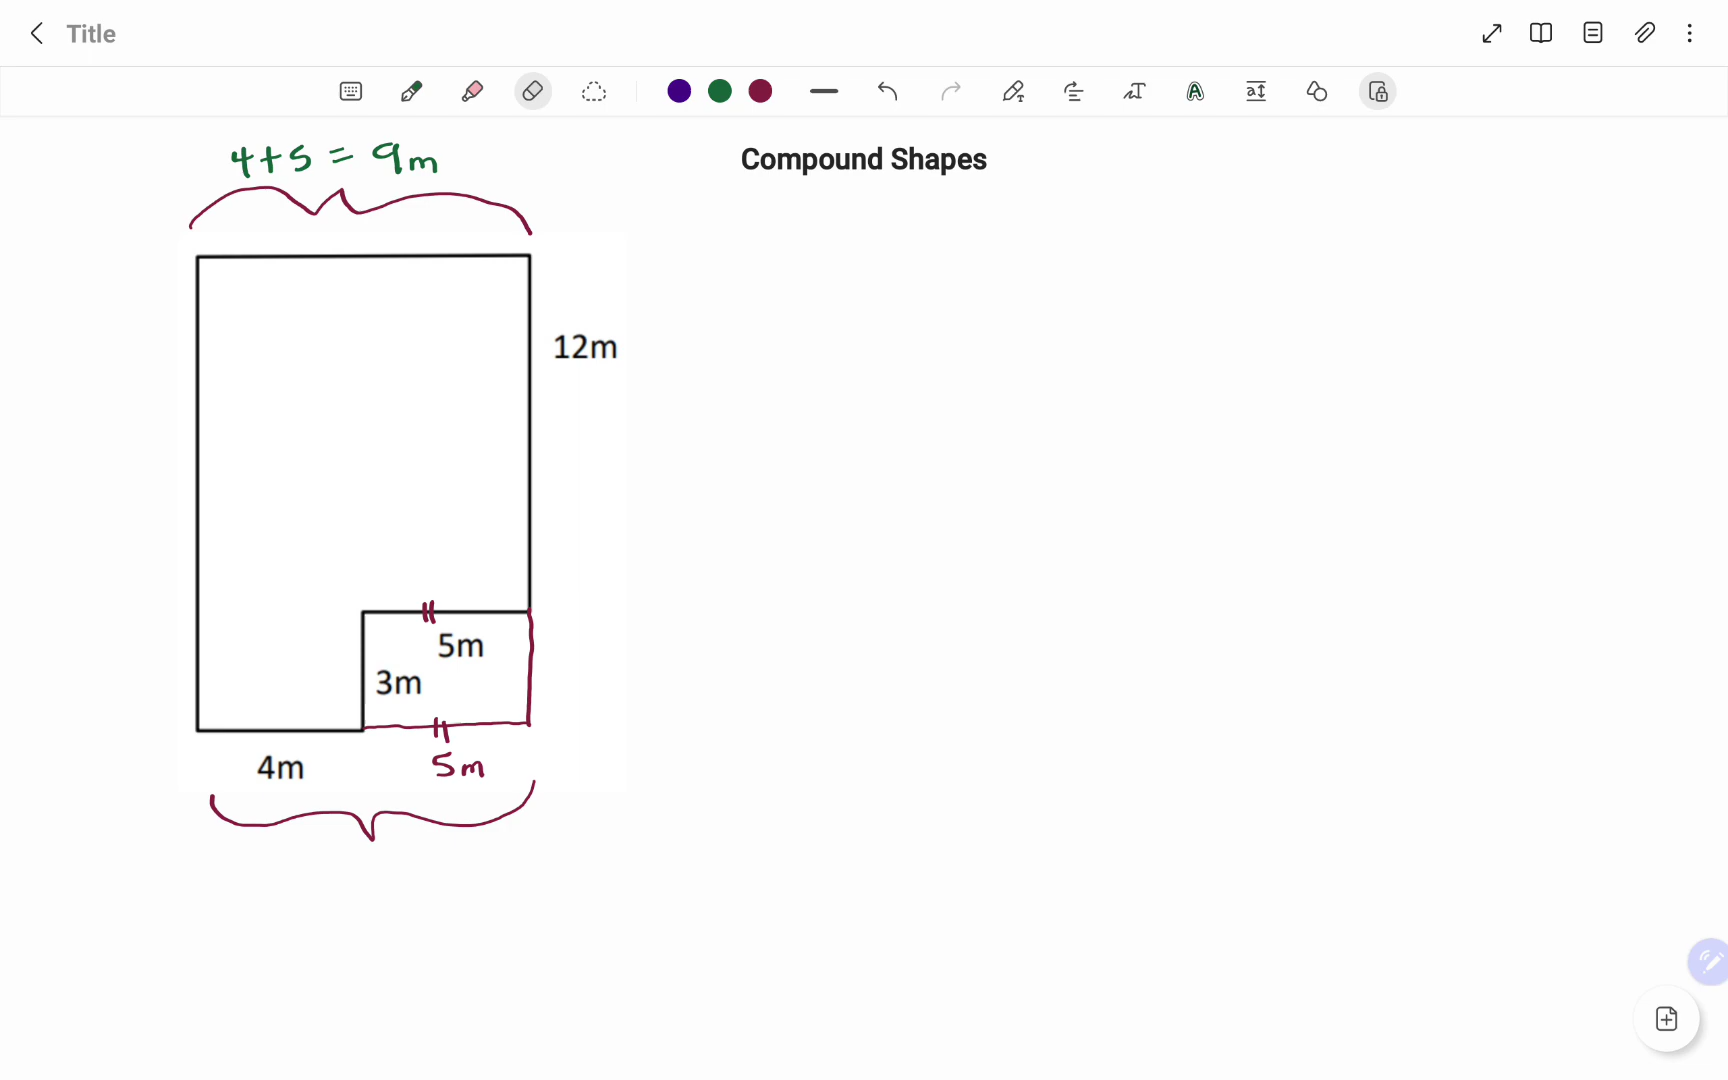 Title
4+5 = 9m
Compound Shapes
12m
5m
3m
4m
5m